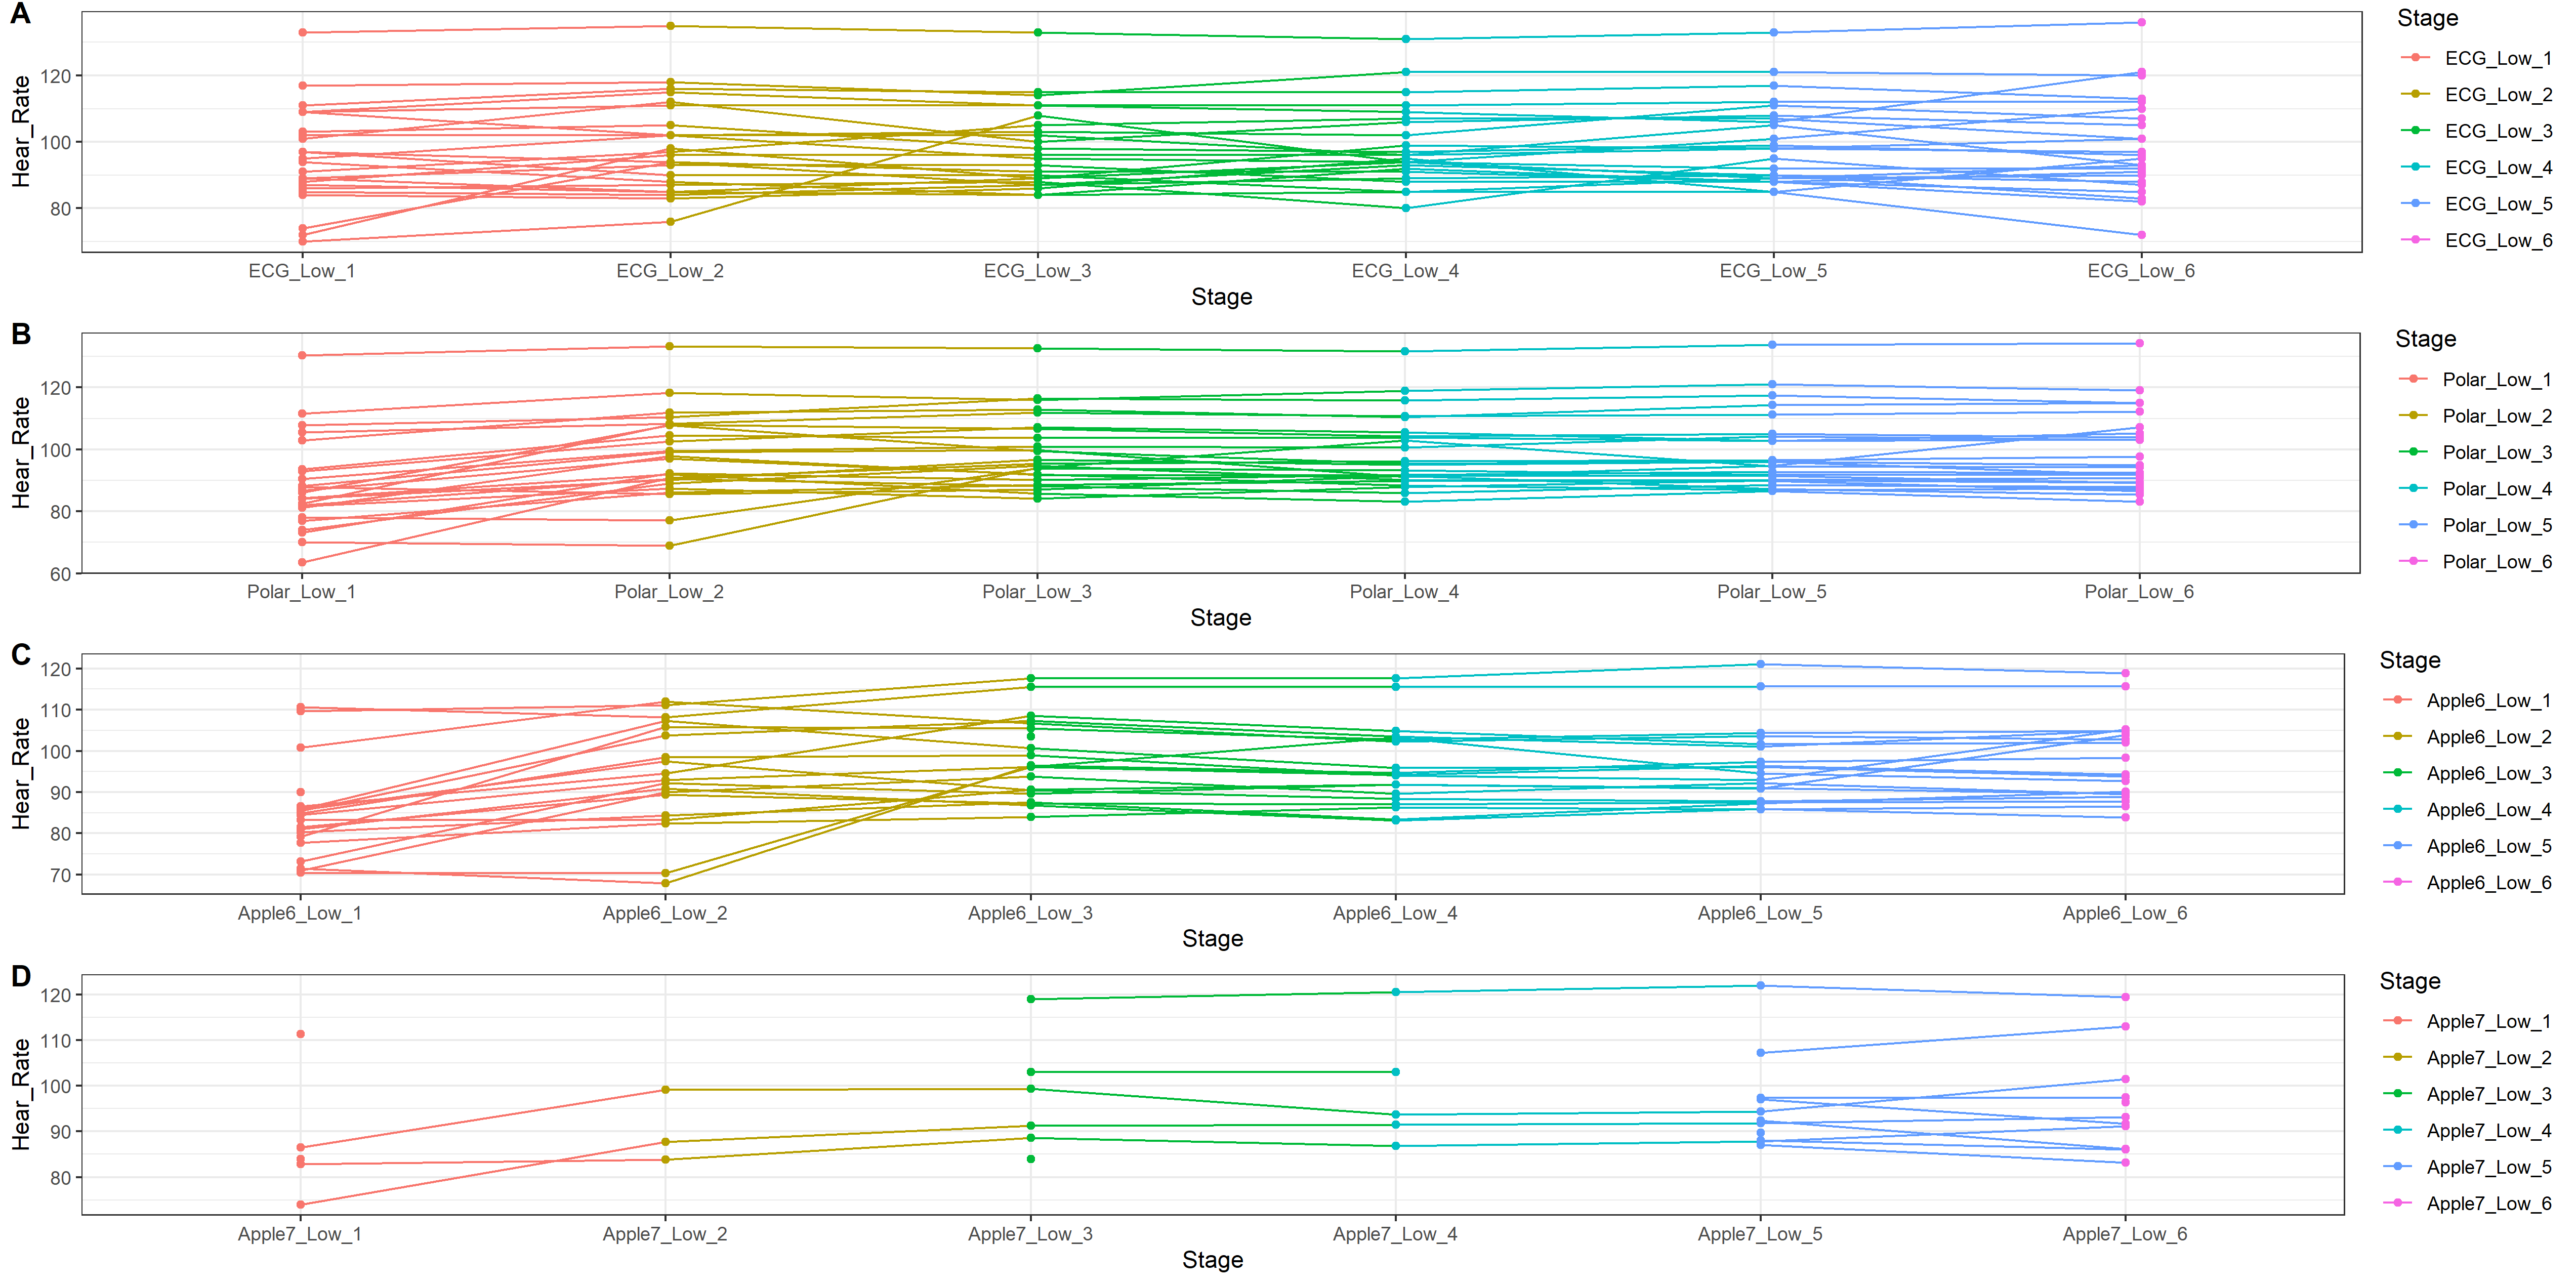 A
Hear_Rate
120
100
80
ECG_Low_1 ECG_Low_2 ECG_Low_3 ECG_Low_4 ECG_Low_5 ECG_Low_6
Stage
Stage
ECG_Low_1
ECG_Low_2
ECG_Low_3
ECG_Low_4
ECG_Low_5
ECG_Low_6
B
Hear_Rate
120
100
80
60
Polar_Low_1 Polar_Low_2 Polar_Low_3 Polar_Low_4 Polar_Low_5 Polar_Low_6
Stage
Stage
Polar_Low_1
Polar_Low_2
Polar_Low_3
Polar_Low_4
Polar_Low_5
Polar_Low_6
C
Hear_Rate
120
110
100
90
80
70
Apple6_Low_1 Apple6_Low_2 Apple6_Low_3 Apple6_Low_4 Apple6_Low_5 Apple6_Low_6
Stage
Stage
Apple6_Low_1
Apple6_Low_2
Apple6_Low_3
Apple6_Low_4
Apple6_Low_5
Apple6_Low_6
D
Hear_Rate
120
110
100
90
80
Apple7_Low_1 Apple7_Low_2 Apple7_Low_3 Apple7_Low_4 Apple7_Low_5 Apple7_Low_6
Stage
Stage
Apple7_Low_1
Apple7_Low_2
Apple7_Low_3
Apple7_Low_4
Apple7_Low_5
Apple7_Low_6